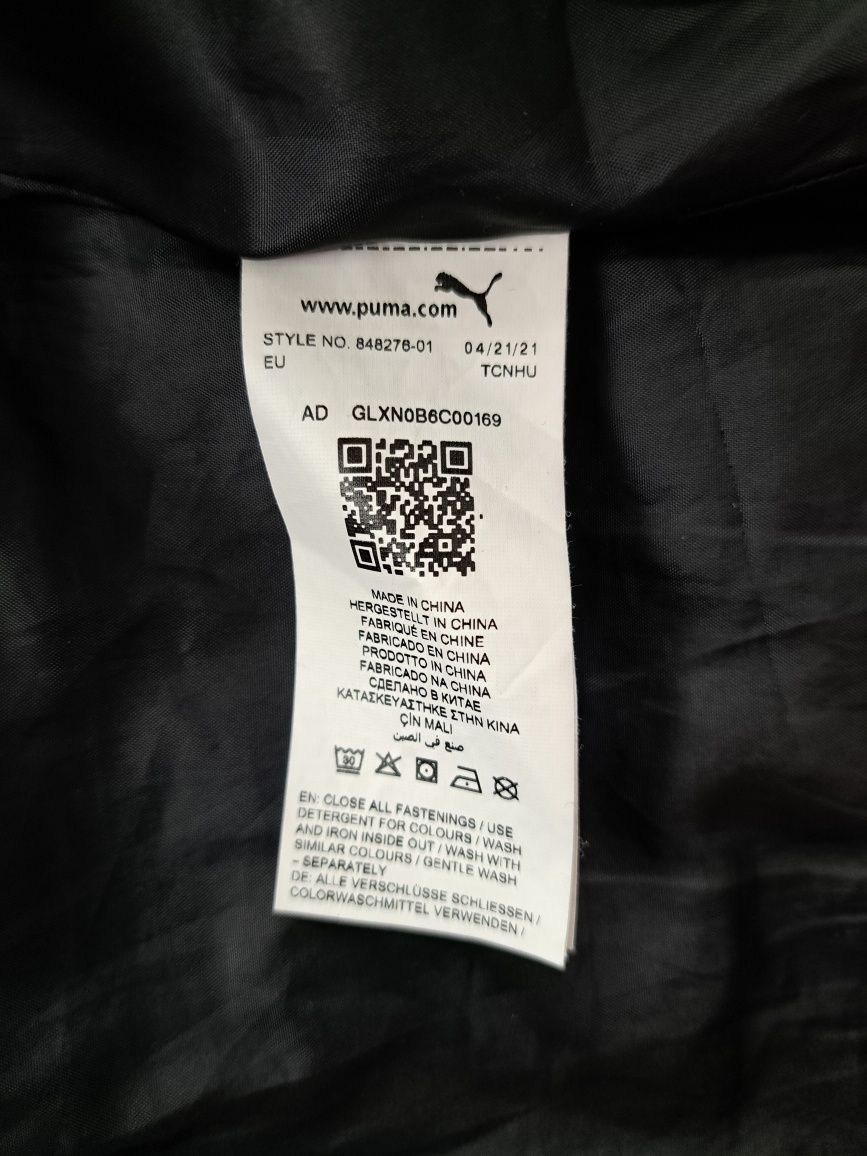 www.puma.com
STYLE NO. 848276-01 04/21/21
EU TCNHU
AD GLXN0B6C00169
MADE IN CHINA
HERGESTELLT IN CHINA
FABRIQUÉ EN CHINE
FABRICADO EN CHINA
PRODOTTO IN CHINA
FABRICADO NA CHINA
СДЕЛАНО В КИТАЕ
ΚΑΤΑΣΚΕΥΑΣΤΗΚΕ ΣΤΗΝ ΚΙΝΑ
ÇİN MALI
صنع في الصين
30
EN: CLOSE ALL FASTENINGS / USE
DETERGENT FOR COLOURS / WASH
AND IRON INSIDE OUT / WASH WITH
SIMILAR COLOURS / GENTLE WASH
- SEPARATELY
DE: ALLE VERSCHLÜSSE SCHLIESSEN /
COLORWASCHMITTEL VERWENDEN /